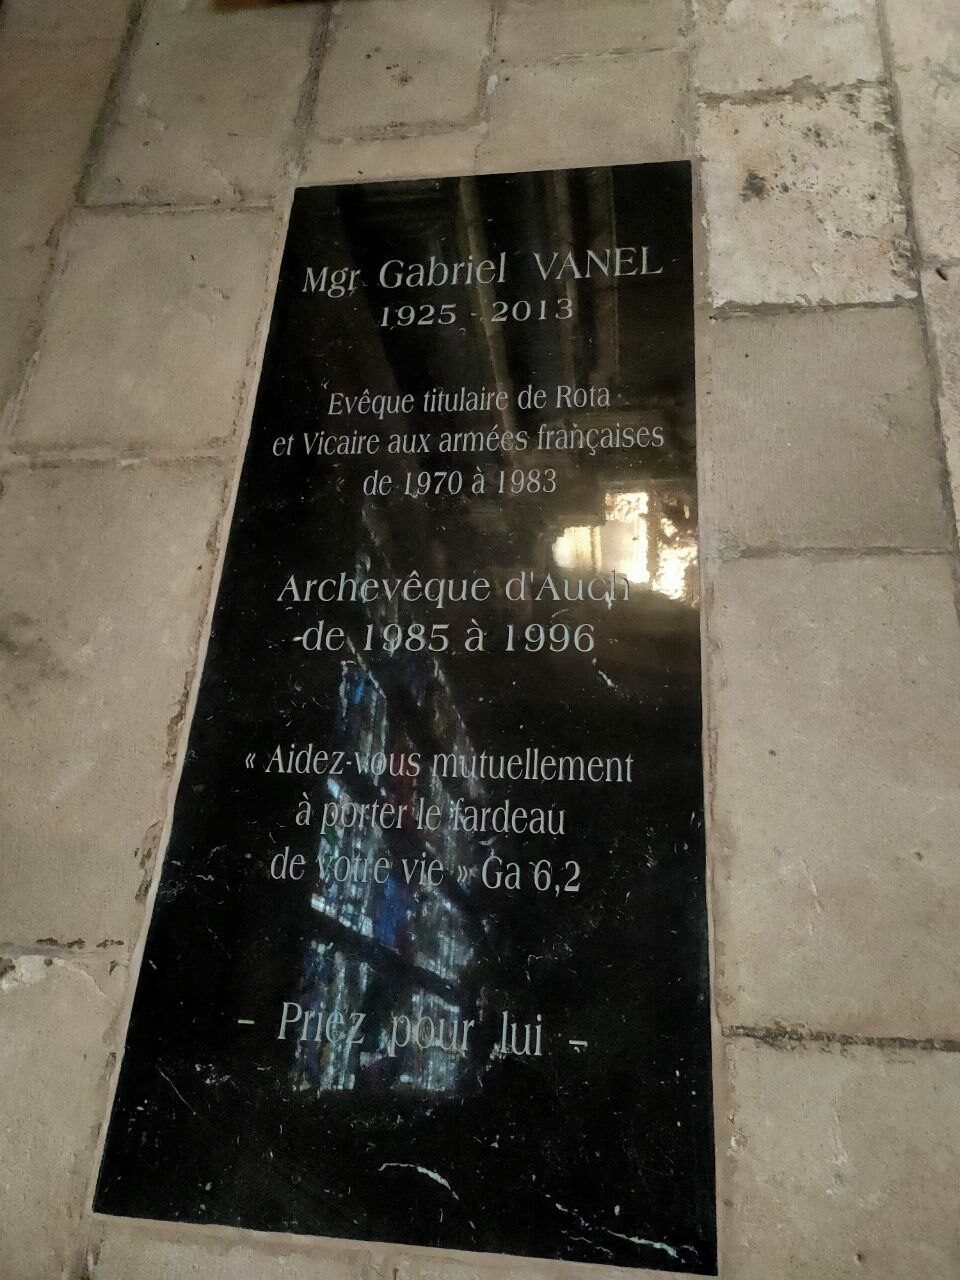 Mgr Gabriel VANEL
1925 - 2013
Evêque titulaire de Rota
et Vicaire aux armées françaises
de 1970 à 1983
Archevêque d'Auch
de 1985 à 1996
« Aidez-vous mutuellement
à porter le fardeau
de votre vie » Ga 6,2
- Priez pour lui -